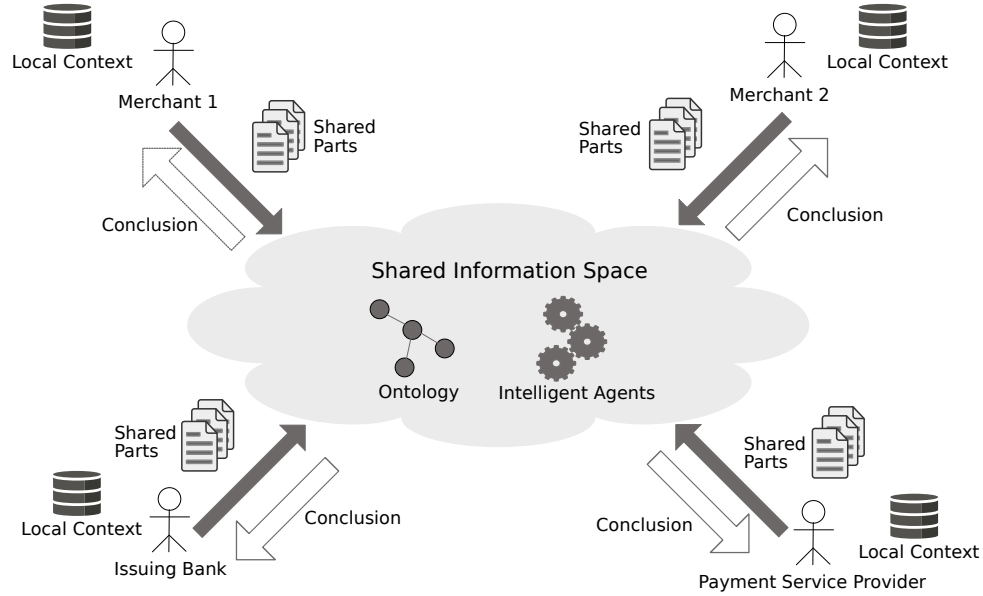 Local Context
Merchant 1
Shared
Parts
Conclusion
Local Context
Merchant 2
Shared
Parts
Conclusion
Shared Information Space
Ontology
Intelligent Agents
Shared
Parts
Local Context
Issuing Bank
Conclusion
Shared
Parts
Conclusion
Local Context
Payment Service Provider